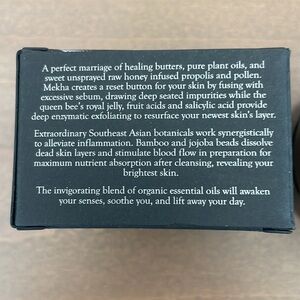 A perfect marriage of healing butters, pure plant oils, and
sweet unsprayed raw honey infused propolis and pollen.
Mekha creates a reset button for your skin by fusing with
excessive sebum, drawing deep seated impurities while the
queen bee's royal jelly, fruit acids and salicylic acid provide
deep enzymatic exfoliating to resurface your newest skin's layer.
Extraordinary Southeast Asian botanicals work synergistically
to alleviate inflammation. Bamboo and jojoba beads dissolve
dead skin layers and stimulate blood flow in preparation for
maximum nutrient absorption after cleansing, revealing your
brightest skin.
The invigorating blend of organic essential oils will awaken
your senses, soothe you, and lift away your day.